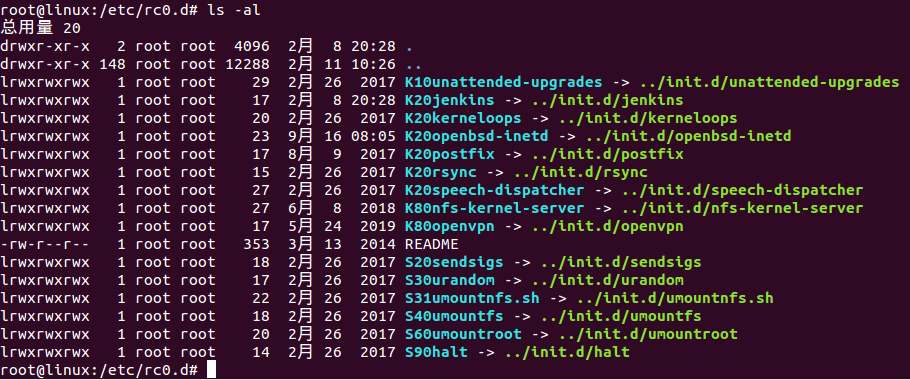 root@linux:/etc/rc0.d# ls -al
总用量 20
drwxr-xr-x   2 root root  4096  2月  8 20:28 .
drwxr-xr-x 148 root root 12288  2月 11 10:26 ..
lrwxrwxrwx   1 root root    29  2月 26  2017 K10unattended-upgrades -> ../init.d/unattended-upgrades
lrwxrwxrwx   1 root root    17  2月  8 20:28 K20jenkins -> ../init.d/jenkins
lrwxrwxrwx   1 root root    20  2月 26  2017 K20kerneloops -> ../init.d/kerneloops
lrwxrwxrwx   1 root root    23  9月 16 08:05 K20openbsd-inetd -> ../init.d/openbsd-inetd
lrwxrwxrwx   1 root root    17  8月  9  2017 K20postfix -> ../init.d/postfix
lrwxrwxrwx   1 root root    15  2月 26  2017 K20rsync -> ../init.d/rsync
lrwxrwxrwx   1 root root    27  2月 26  2017 K20speech-dispatcher -> ../init.d/speech-dispatcher
lrwxrwxrwx   1 root root    27  6月  8  2018 K80nfs-kernel-server -> ../init.d/nfs-kernel-server
lrwxrwxrwx   1 root root    17  5月 24  2019 K80openvpn -> ../init.d/openvpn
-rw-r--r--   1 root root   353  3月 13  2014 README
lrwxrwxrwx   1 root root    18  2月 26  2017 S20sendsigs -> ../init.d/sendsigs
lrwxrwxrwx   1 root root    17  2月 26  2017 S30urandom -> ../init.d/urandom
lrwxrwxrwx   1 root root    22  2月 26  2017 S31umountnfs.sh -> ../init.d/umountnfs.sh
lrwxrwxrwx   1 root root    18  2月 26  2017 S40umountfs -> ../init.d/umountfs
lrwxrwxrwx   1 root root    20  2月 26  2017 S60umountroot -> ../init.d/umountroot
lrwxrwxrwx   1 root root    14  2月 26  2017 S90halt -> ../init.d/halt
root@linux:/etc/rc0.d#